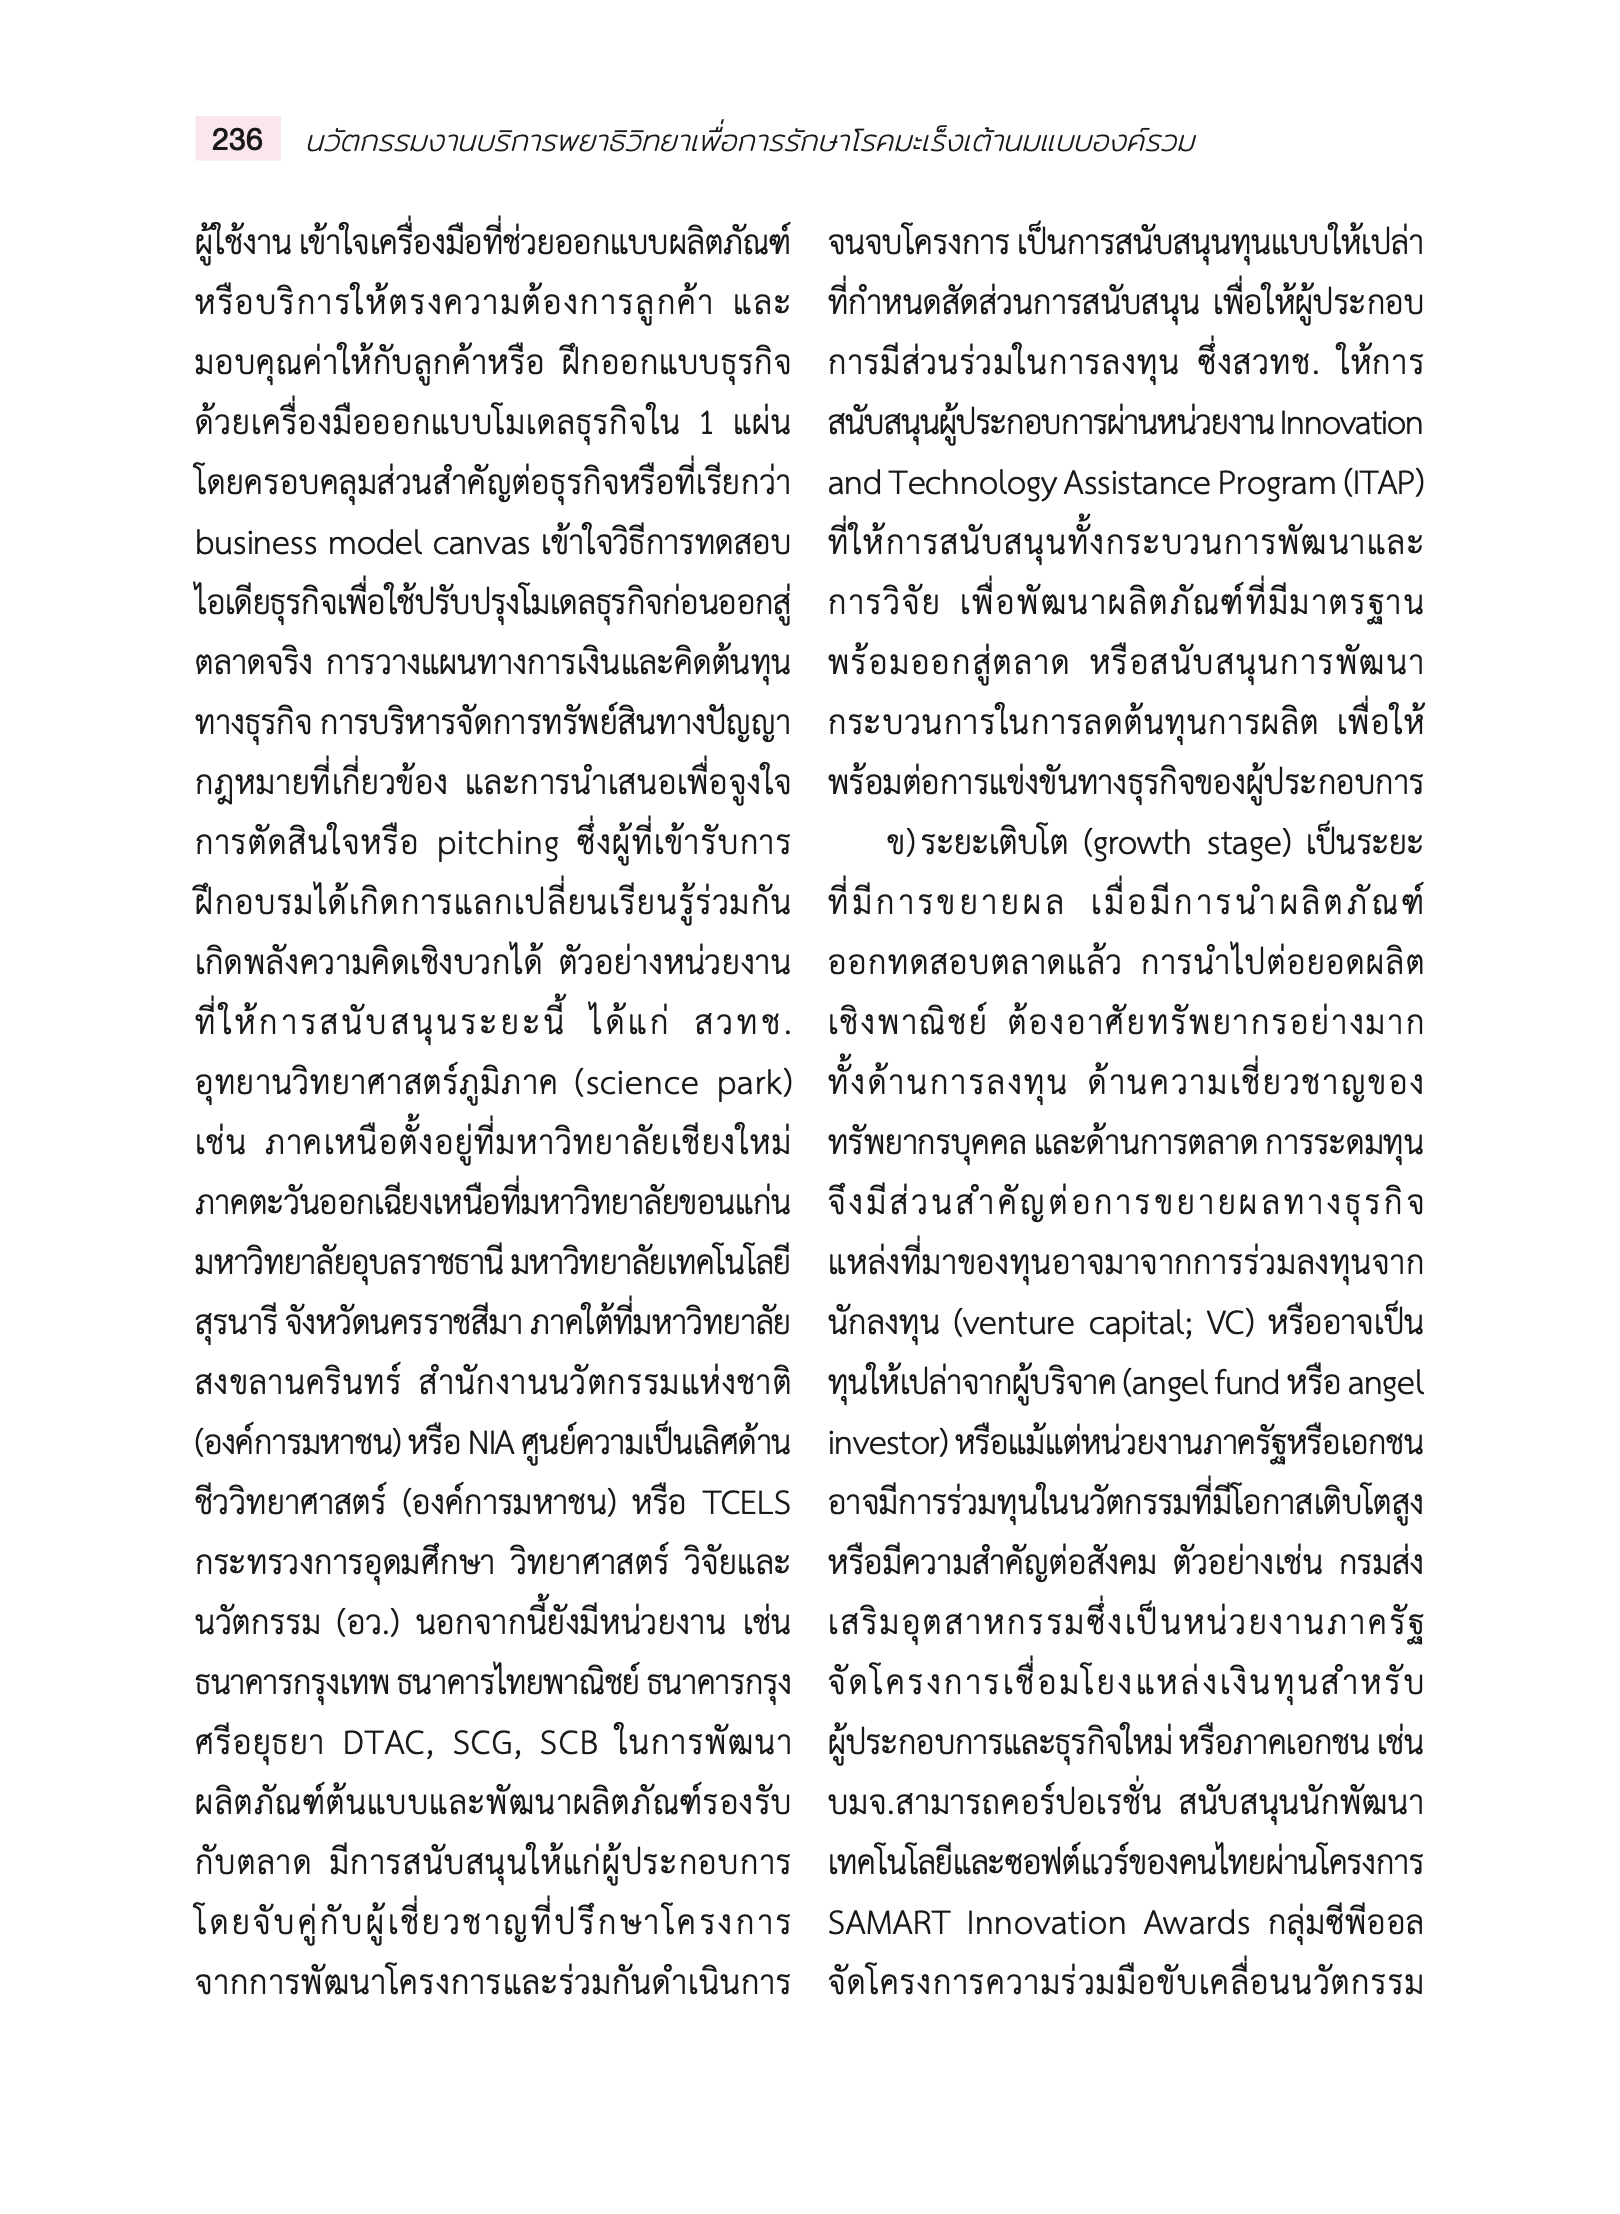 236 นวัตกรรมงานบริการพยาธิวิทยาเพื่อการรักษาโรคมะเร็งเต้านมแบบองค์รวม
ผู้ใช้งาน เข้าใจเครื่องมือที่ช่วยออกแบบผลิตภัณฑ์
หรือบริการให้ตรงความต้องการลูกค้า และ
มอบคุณค่าให้กับลูกค้าหรือ ฝึกออกแบบธุรกิจ
ด้วยเครื่องมือออกแบบโมเดลธุรกิจใน 1 แผ่น
โดยครอบคลุมส่วนสำคัญต่อธุรกิจหรือที่เรียกว่า
business model canvas เข้าใจวิธีการทดสอบ
ไอเดียธุรกิจเพื่อใช้ปรับปรุงโมเดลธุรกิจก่อนออกสู่
ตลาดจริง การวางแผนทางการเงินและคิดต้นทุน
ทางธุรกิจ การบริหารจัดการทรัพย์สินทางปัญญา
กฎหมายที่เกี่ยวข้อง และการนำเสนอเพื่อจูงใจ
การตัดสินใจหรือ pitching ซึ่งผู้ที่เข้ารับการ
ฝึกอบรมได้เกิดการแลกเปลี่ยนเรียนรู้ร่วมกัน
เกิดพลังความคิดเชิงบวกได้ ตัวอย่างหน่วยงาน
ที่ให้การสนับสนุนระยะนี้ ได้แก่ สวทช.
อุทยานวิทยาศาสตร์ภูมิภาค (science park)
เช่น ภาคเหนือตั้งอยู่ที่มหาวิทยาลัยเชียงใหม่
ภาคตะวันออกเฉียงเหนือที่มหาวิทยาลัยขอนแก่น
มหาวิทยาลัยอุบลราชธานี มหาวิทยาลัยเทคโนโลยี
สุรนารี จังหวัดนครราชสีมา ภาคใต้ที่มหาวิทยาลัย
สงขลานครินทร์ สำนักงานนวัตกรรมแห่งชาติ
(องค์การมหาชน) หรือ NIA ศูนย์ความเป็นเลิศด้าน
ชีววิทยาศาสตร์ (องค์การมหาชน) หรือ TCELS
กระทรวงการอุดมศึกษา วิทยาศาสตร์ วิจัยและ
นวัตกรรม (อว.) นอกจากนี้ยังมีหน่วยงาน เช่น
ธนาคารกรุงเทพ ธนาคารไทยพาณิชย์ ธนาคารกรุง
ศรีอยุธยา DTAC, SCG, SCB ในการพัฒนา
ผลิตภัณฑ์ต้นแบบและพัฒนาผลิตภัณฑ์รองรับ
กับตลาด มีการสนับสนุนให้แก่ผู้ประกอบการ
โดยจับคู่กับผู้เชี่ยวชาญที่ปรึกษาโครงการ
จากการพัฒนาโครงการและร่วมกันดำเนินการ
จนจบโครงการ เป็นการสนับสนุนทุนแบบให้เปล่า
ที่กำหนดสัดส่วนการสนับสนุน เพื่อให้ผู้ประกอบ
การมีส่วนร่วมในการลงทุน ซึ่งสวทช. ให้การ
สนับสนุนผู้ประกอบการผ่านหน่วยงาน Innovation
and Technology Assistance Program (ITAP)
ที่ให้การสนับสนุนทั้งกระบวนการพัฒนาและ
การวิจัย เพื่อพัฒนาผลิตภัณฑ์ที่มีมาตรฐาน
พร้อมออกสู่ตลาด หรือสนับสนุนการพัฒนา
กระบวนการในการลดต้นทุนการผลิต เพื่อให้
พร้อมต่อการแข่งขันทางธุรกิจของผู้ประกอบการ
ข) ระยะเติบโต (growth stage) เป็นระยะ
ที่มีการขยายผล เมื่อมีการนำผลิตภัณฑ์
ออกทดสอบตลาดแล้ว การนำไปต่อยอดผลิต
เชิงพาณิชย์ ต้องอาศัยทรัพยากรอย่างมาก
ทั้งด้านการลงทุน ด้านความเชี่ยวชาญของ
ทรัพยากรบุคคล และด้านการตลาด การระดมทุน
จึงมีส่วนสำคัญต่อการขยายผลทางธุรกิจ
แหล่งที่มาของทุนอาจมาจากการร่วมลงทุนจาก
นักลงทุน (venture capital; VC) หรืออาจเป็น
ทุนให้เปล่าจากผู้บริจาค (angel fund หรือ angel
investor) หรือแม้แต่หน่วยงานภาครัฐหรือเอกชน
อาจมีการร่วมทุนในนวัตกรรมที่มีโอกาสเติบโตสูง
หรือมีความสำคัญต่อสังคม ตัวอย่างเช่น กรมส่ง
เสริมอุตสาหกรรมซึ่งเป็นหน่วยงานภาครัฐ
จัดโครงการเชื่อมโยงแหล่งเงินทุนสำหรับ
ผู้ประกอบการและธุรกิจใหม่ หรือภาคเอกชน เช่น
บมจ.สามารถคอร์ปอเรชั่น สนับสนุนนักพัฒนา
เทคโนโลยีและซอฟต์แวร์ของคนไทยผ่านโครงการ
SAMART Innovation Awards กลุ่มซีพีออล
จัดโครงการความร่วมมือขับเคลื่อนนวัตกรรม